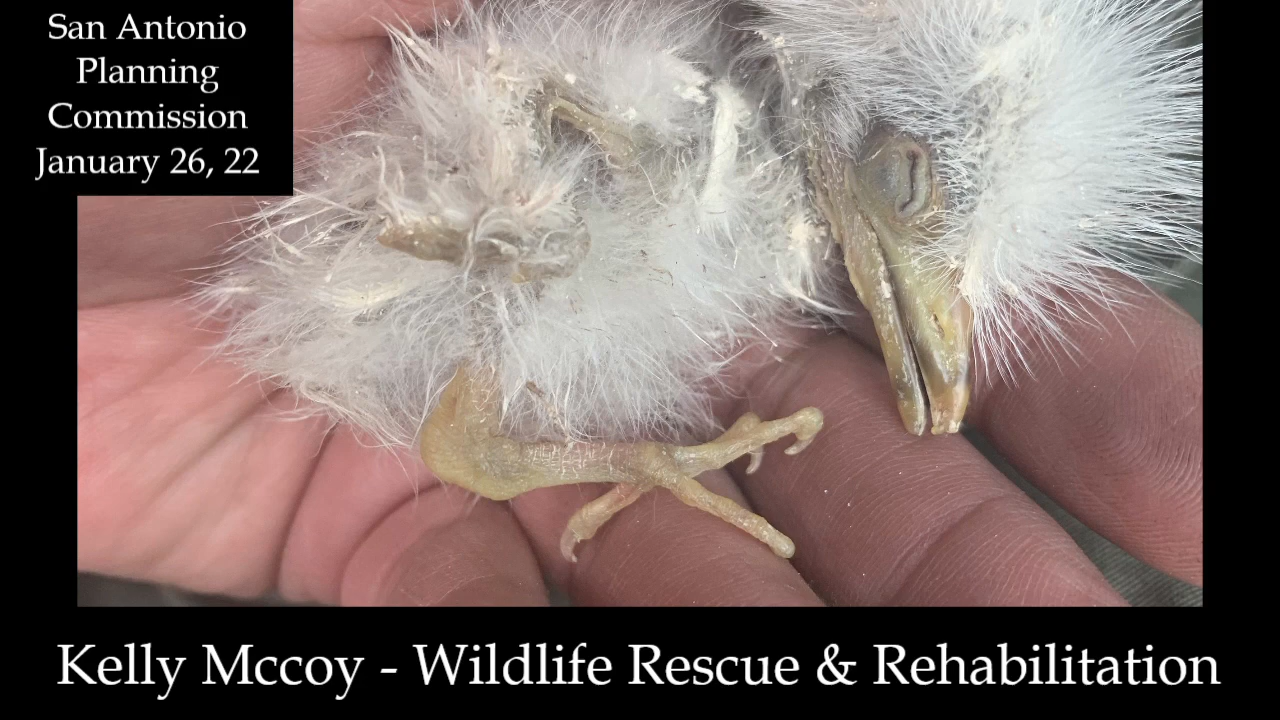 San Antonio
Planning
Commission
January 26, 22
Kelly Mccoy - Wildlife Rescue & Rehabilitation